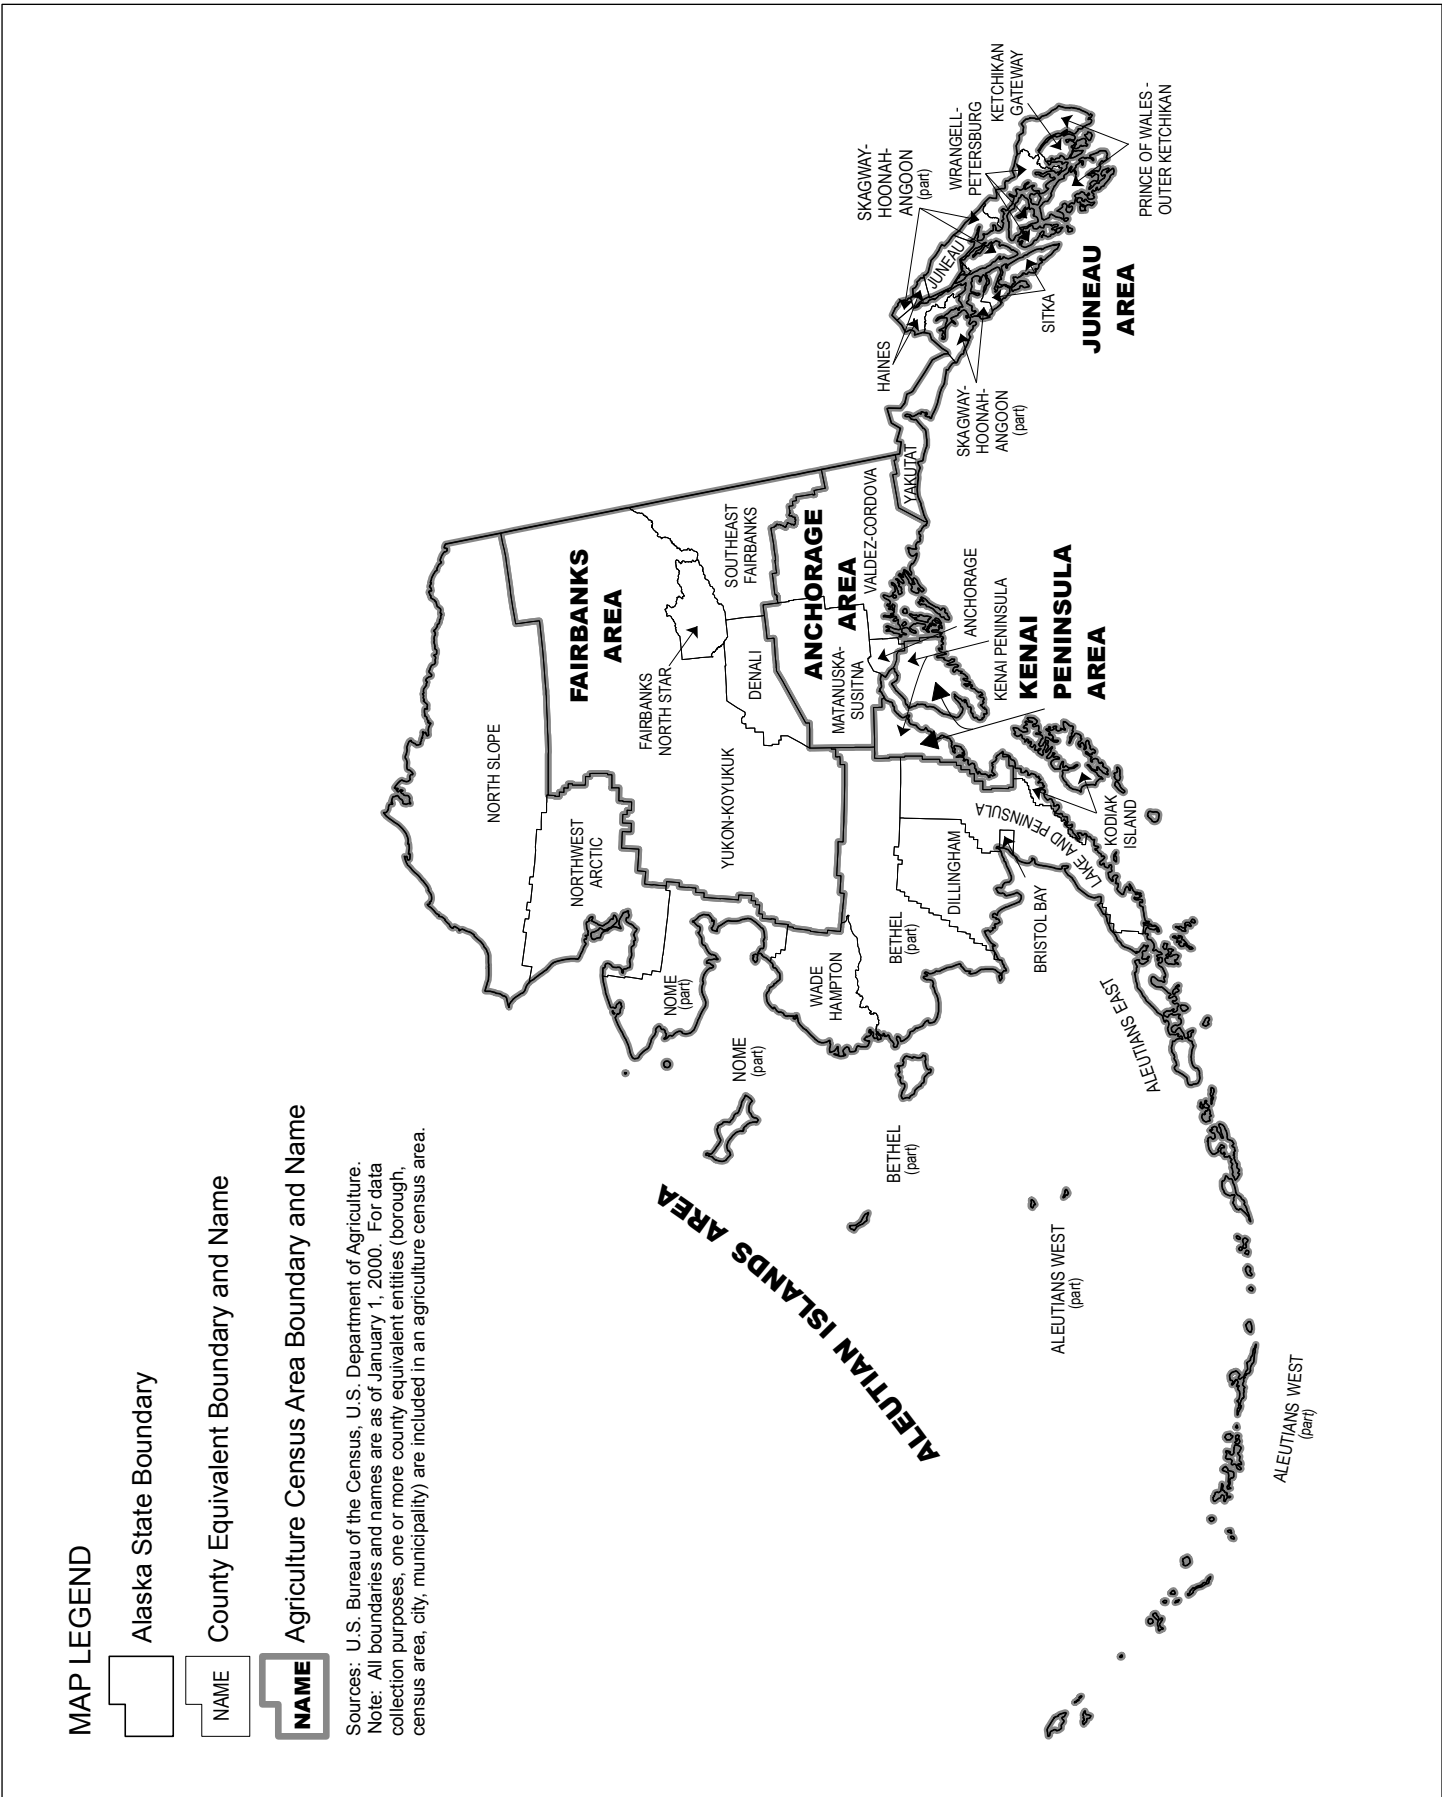 MAP LEGEND
Alaska State Boundary
NAME
County Equivalent Boundary and Name
NAME
Agriculture Census Area Boundary and Name
Sources: U.S. Bureau of the Census, U.S. Department of Agriculture.
Note: All boundaries and names are as of January 1, 2000. For data
collection purposes, one or more county equivalent entities (borough,
census area, city, municipality) are included in an agriculture census area.
NORTH SLOPE
NORTHWEST
ARCTIC
FAIRBANKS
AREA
FAIRBANKS
NORTH STAR
SOUTHEAST
FAIRBANKS
DENALI
YUKON-KOYUKUK
NOME
(part)
NOME
(part)
WADE
HAMPTON
BETHEL
(part)
BETHEL
(part)
ANCHORAGE
AREA
MATANUSKA-
SUSITNA
VALDEZ-CORDOVA
YAKUTAT
ANCHORAGE
KENAI PENINSULA
KENAI
PENINSULA
AREA
DILLINGHAM
BRISTOL BAY
LAKE AND PENINSULA
KODIAK
ISLAND
ALEUTIANS EAST
ALEUTIAN ISLANDS AREA
ALEUTIANS WEST
(part)
ALEUTIANS WEST
(part)
HAINES
SKAGWAY-
HOONAH-
ANGOON
(part)
SKAGWAY-
HOONAH-
ANGOON
(part)
JUNEAU
SITKA
JUNEAU
AREA
WRANGELL-
PETERSBURG
KETCHIKAN
GATEWAY
PRINCE OF WALES -
OUTER KETCHIKAN